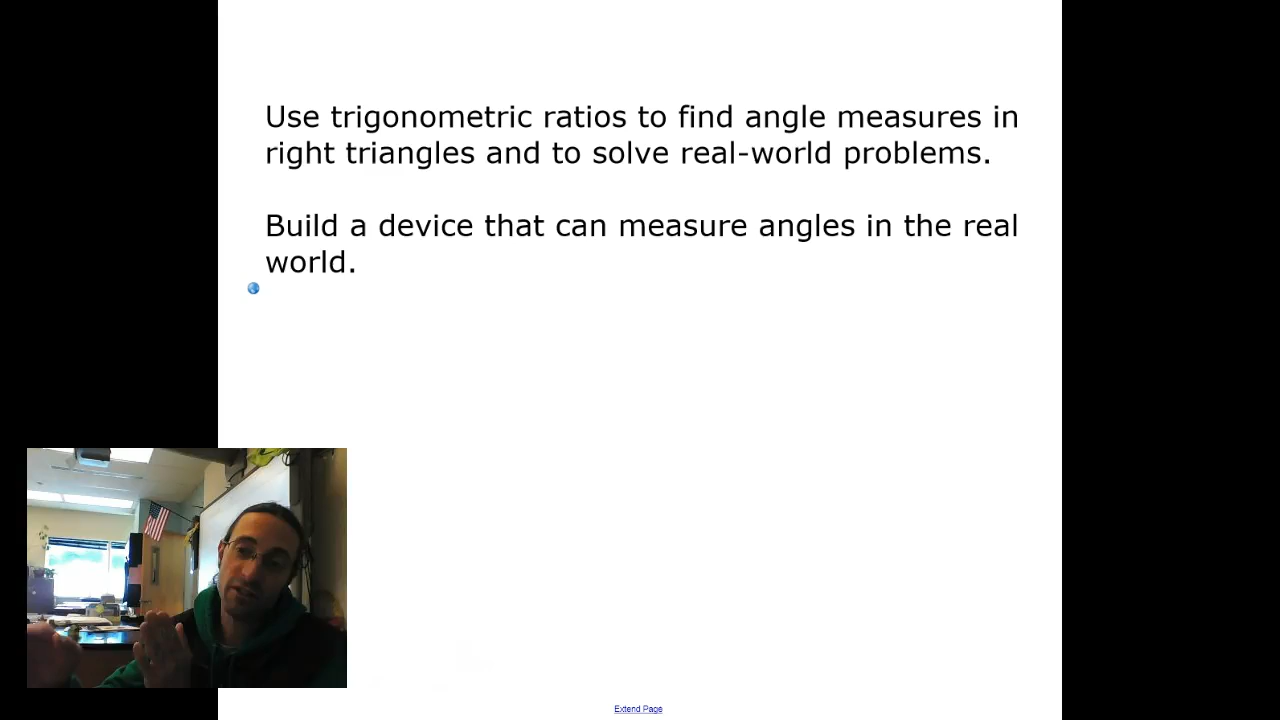 Use trigonometric ratios to find angle measures in
right triangles and to solve real-world problems.
Build a device that can measure angles in the real
world.
Extend Page